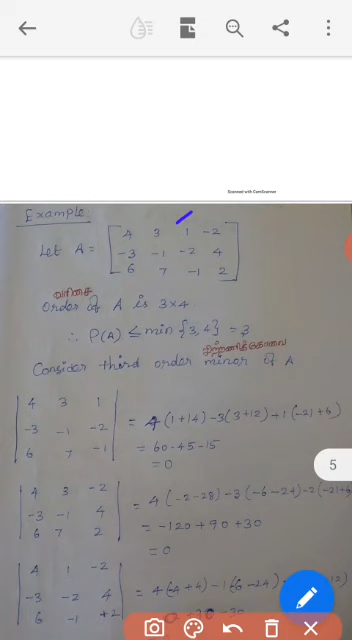 Scanned with CamScanner
Example:
Let A = [ 4 3 1 -2
-3 -1 -2 4
6 7 -1 2 ]
வரிசை
Order of A is 3×4.
∴ P(A) ≤ min {3, 4} = 3
சிற்றணிக்கோவை
Consider third order minor of A
| 4 3 1 |
| -3 -1 -2 | = 4(1+14) -3(3+12) +1(-21+6)
| 6 7 -1 | = 60-45-15
= 0
5
| 4 3 -2 |
| -3 -1 4 | = 4(-2-28) -3(-6-24) -2(-21+6
| 6 7 2 | = -120 + 90 + 30
= 0
| 4 1 -2 |
| -3 -2 4 | = 4(-4+4) -1(-6-24)
| 6 -1 +2 |